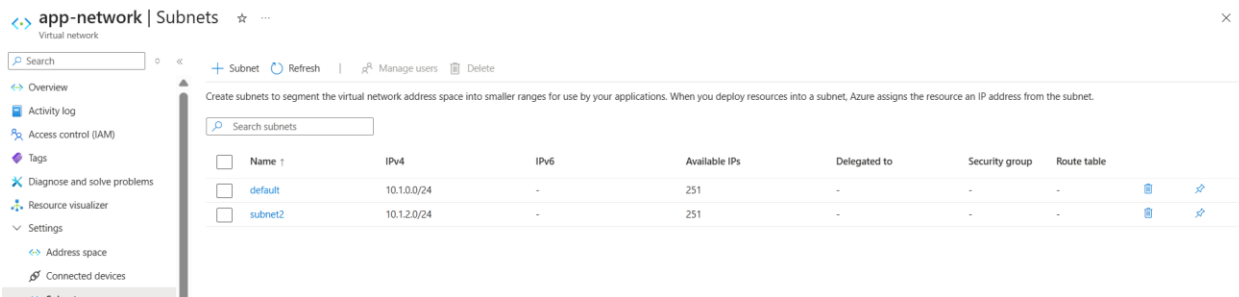 app-network | Subnets
Virtual network
Search
Overview
Activity log
Access control (IAM)
Tags
Diagnose and solve problems
Resource visualizer
Settings
Address space
Connected devices
+ Subnet Refresh | Manage users Delete
Create subnets to segment the virtual network address space into smaller ranges for use by your applications. When you deploy resources into a subnet, Azure assigns the resource an IP address from the subnet.
Search subnets
Name ↑ IPv4 IPv6 Available IPs Delegated to Security group Route table
default 10.1.0.0/24 - 251 - - -
subnet2 10.1.2.0/24 - 251 - - -